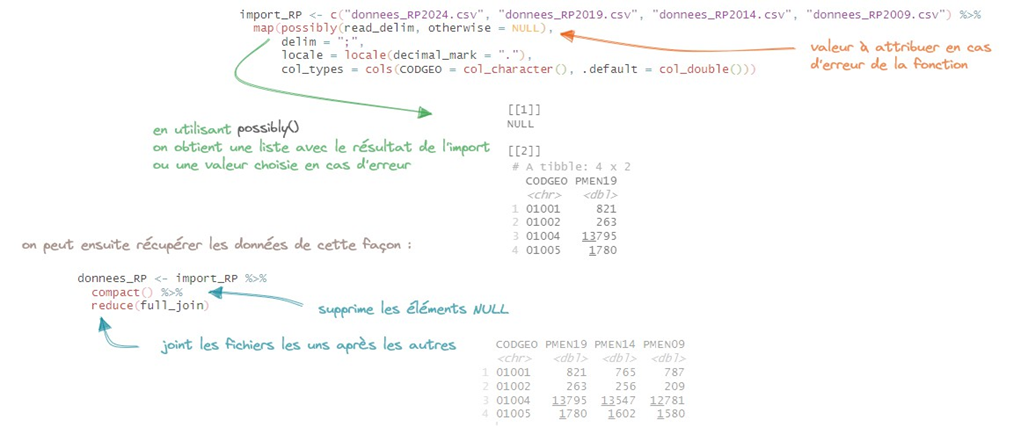 import_RP <- c("donnees_RP2024.csv", "donnees_RP2019.csv", "donnees_RP2014.csv", "donnees_RP2009.csv") %>%
map(possibly(read_delim, otherwise = NULL),
delim = ";",
locale = locale(decimal_mark = "."),
col_types = cols(CODGEO = col_character(), .default = col_double()))
valeur à attribuer en cas
d'erreur de la fonction
en utilisant possibly()
on obtient une liste avec le résultat de l'import
ou une valeur choisie en cas d'erreur
[[1]]
NULL
[[2]]
# A tibble: 4 x 2
CODGEO PMEN19
<chr> <dbl>
1 01001 821
2 01002 263
3 01004 13795
4 01005 1780
on peut ensuite récupérer les données de cette façon :
donnees_RP <- import_RP %>%
compact() %>%
reduce(full_join)
supprime les éléments NULL
joint les fichiers les uns après les autres
CODGEO PMEN19 PMEN14 PMEN09
<chr> <dbl> <dbl> <dbl>
1 01001 821 765 787
2 01002 263 256 209
3 01004 13795 13547 12781
4 01005 1780 1602 1580